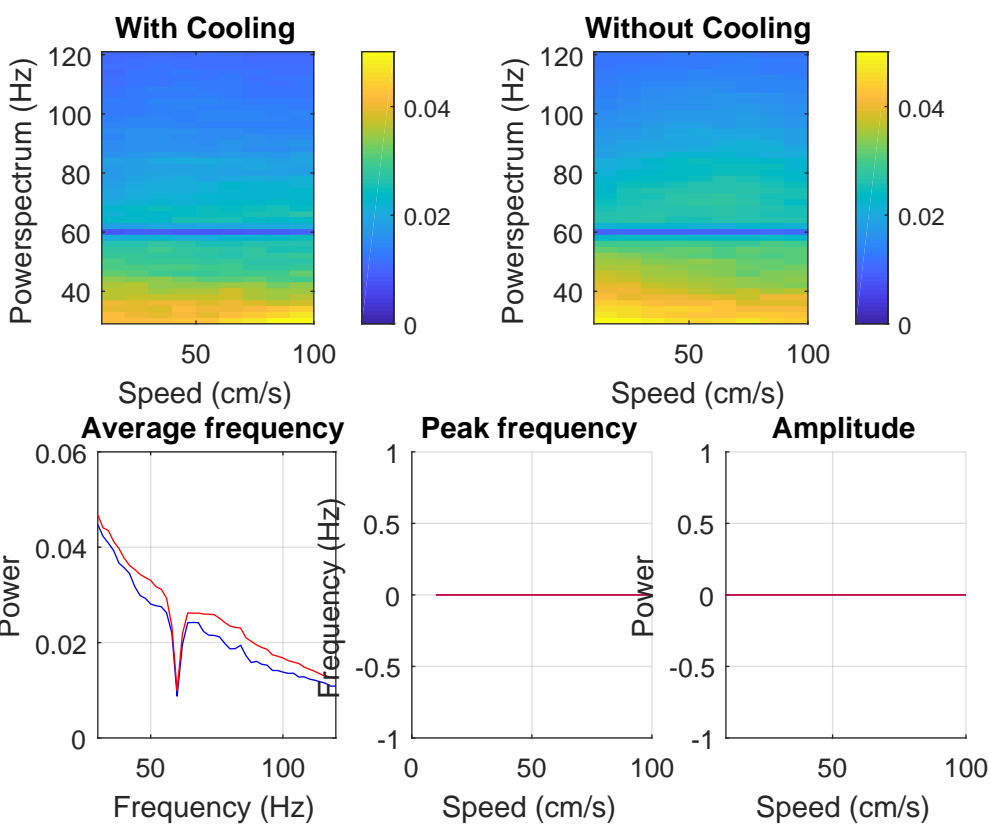 With Cooling
120
100
80
60
40
Powerspectrum (Hz)
50
100
Speed (cm/s)
0.04
0.02
0
Without Cooling
120
100
80
60
40
Powerspectrum (Hz)
50
100
Speed (cm/s)
0.04
0.02
0
Average frequency
0.06
0.04
0.02
0
Power
50
100
Frequency (Hz)
Peak frequency
1
0.5
0
-0.5
-1
Frequency (Hz)
0
50
100
Speed (cm/s)
Amplitude
1
0.5
0
-0.5
-1
Power
50
100
Speed (cm/s)